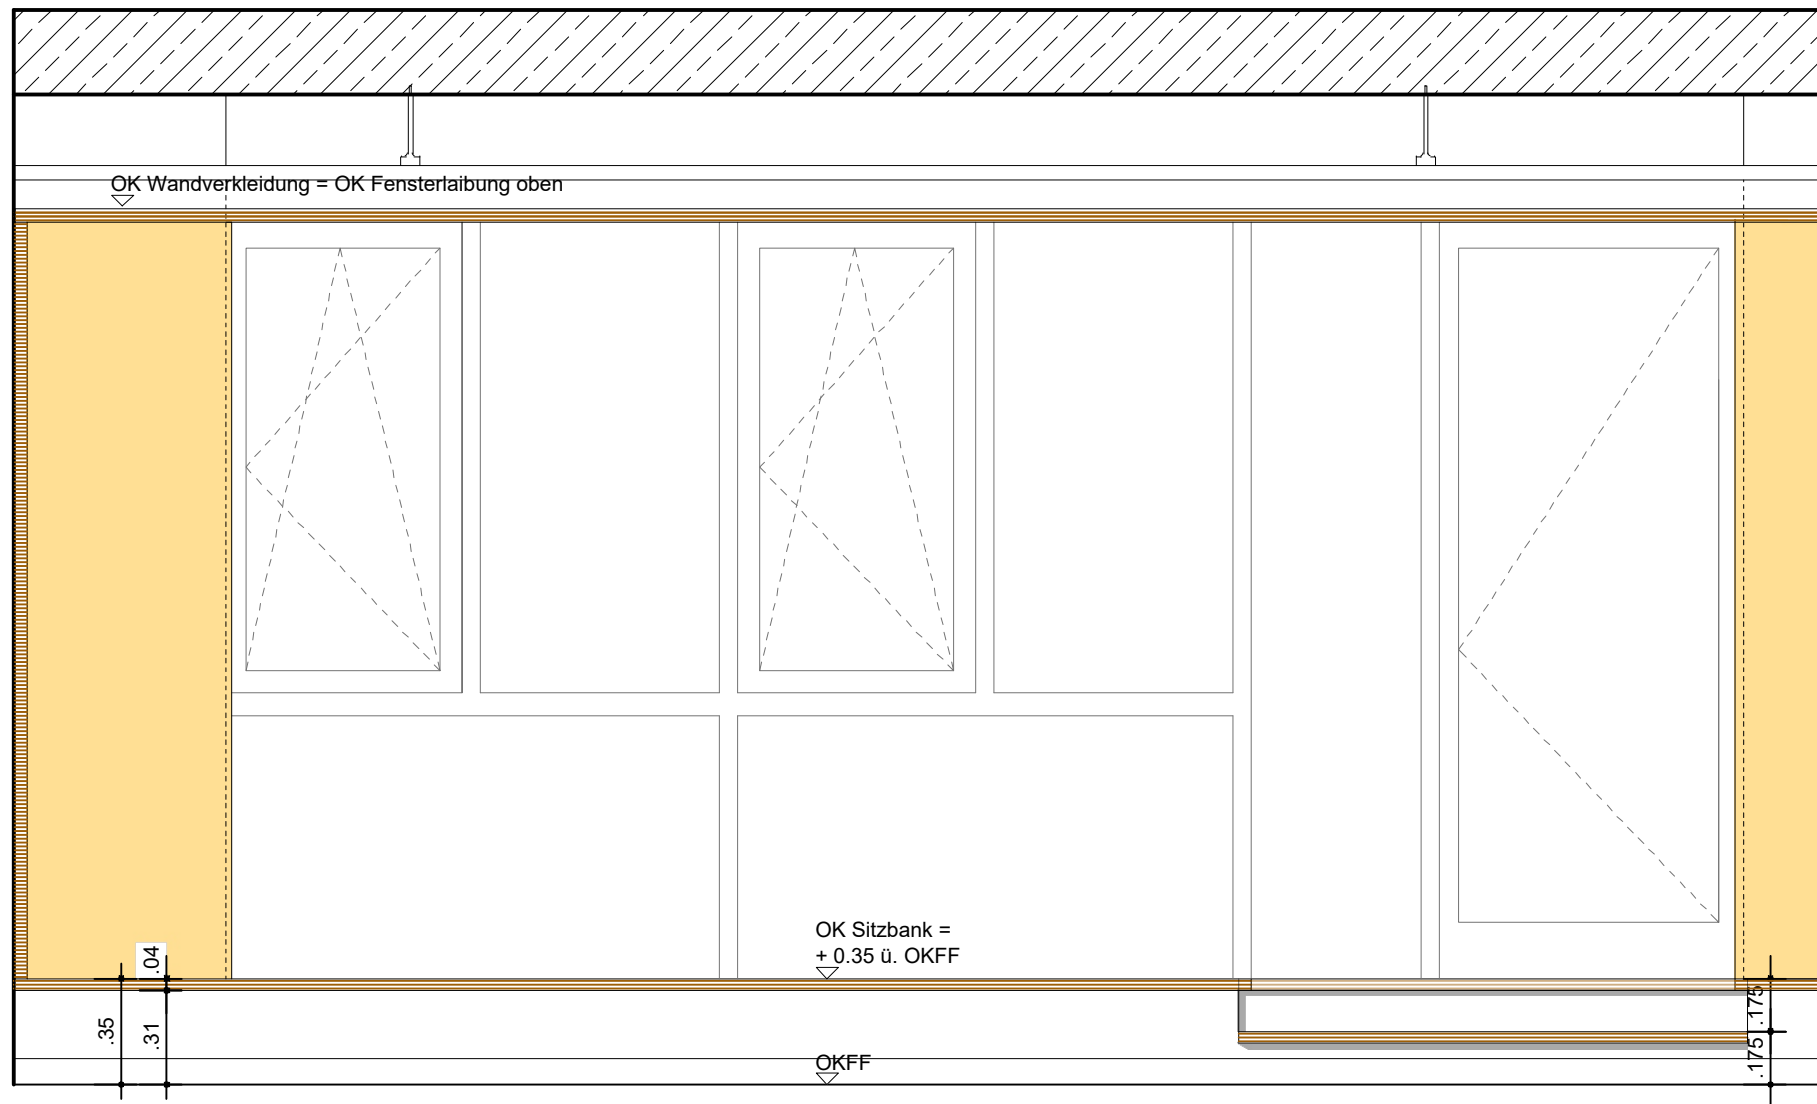 OK Wandverkleidung = OK Fensterlaibung oben
OK Sitzbank =
+ 0.35 ü. OKFF
.04
.35
.31
.175
.175
OKFF